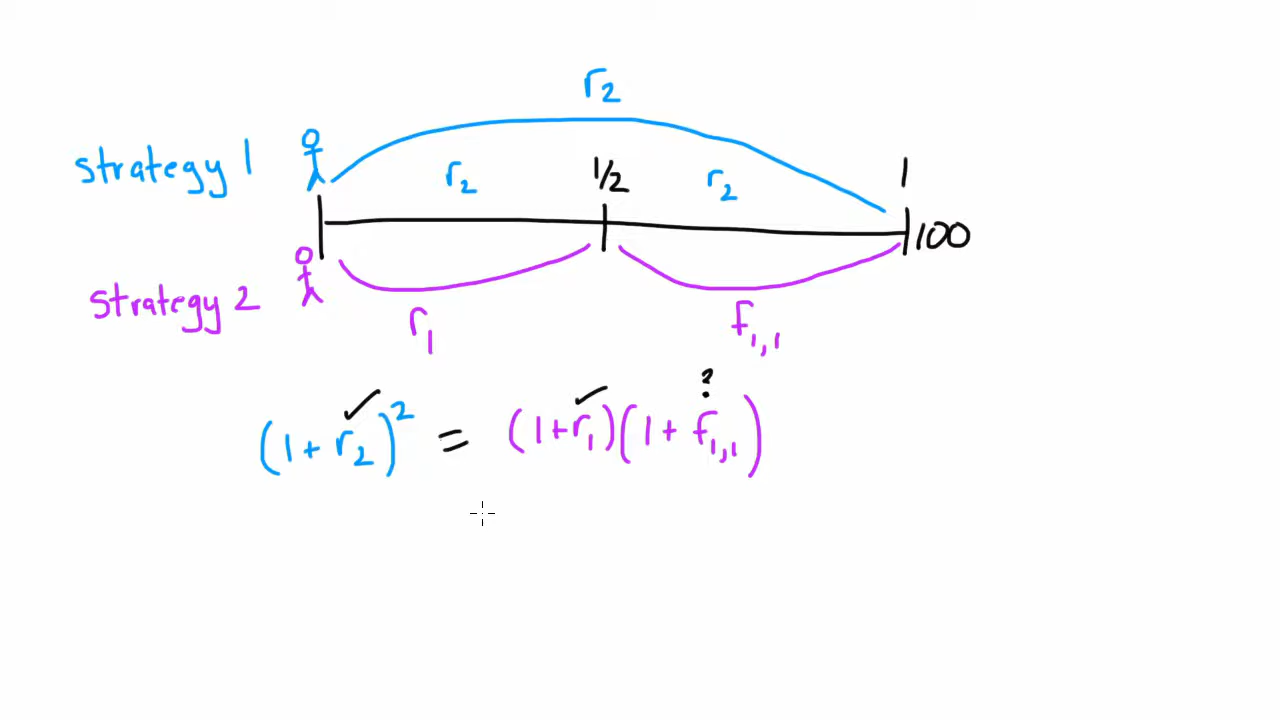 r₂
strategy 1 r₂ 1/2 r₂ 1
100
strategy 2
r₁ f₁,₁
?
(1 + r₂)² = (1 + r₁)(1 + f₁,₁)